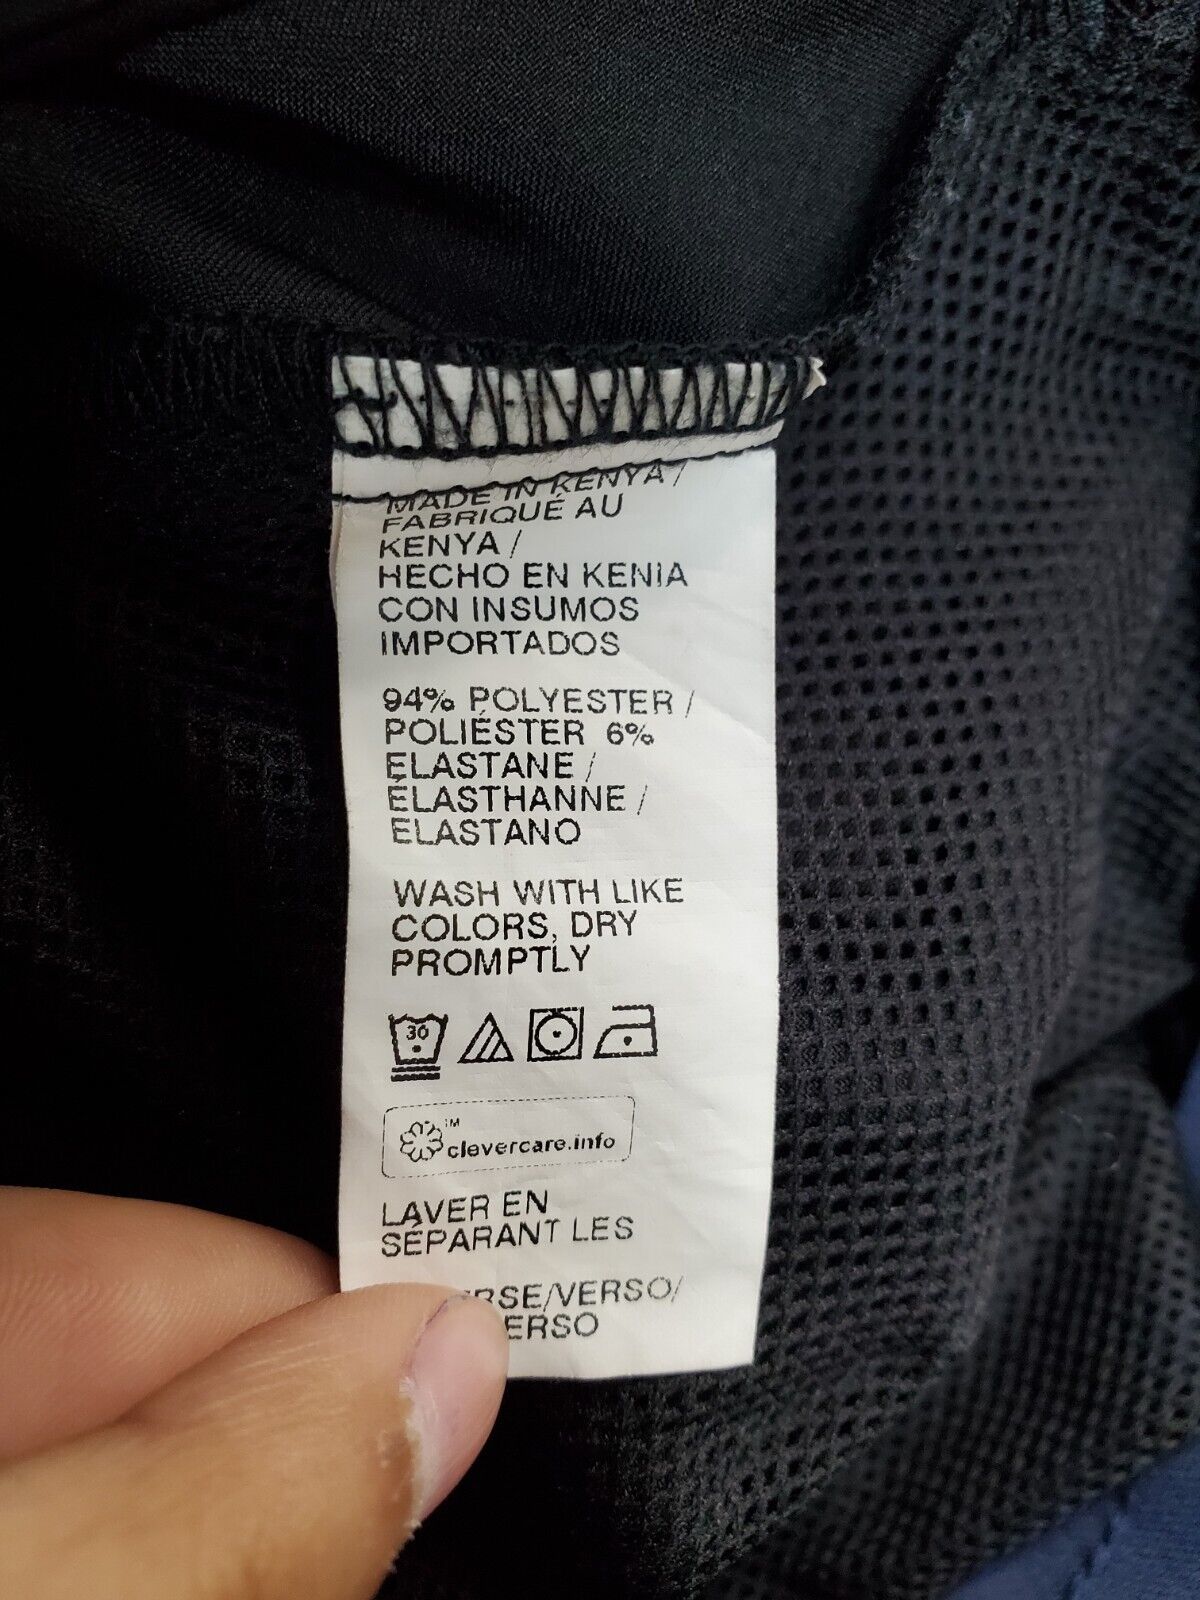 MADE IN KENYA /
FABRIQUÉ AU
KENYA /
HECHO EN KENIA
CON INSUMOS
IMPORTADOS
94% POLYESTER /
POLIÉSTER 6%
ELASTANE /
ÉLASTHANNE /
ELASTANO
WASH WITH LIKE
COLORS, DRY
PROMPTLY
30
™
clevercare.info
LAVER EN
SÉPARANT LES
/VERSO/